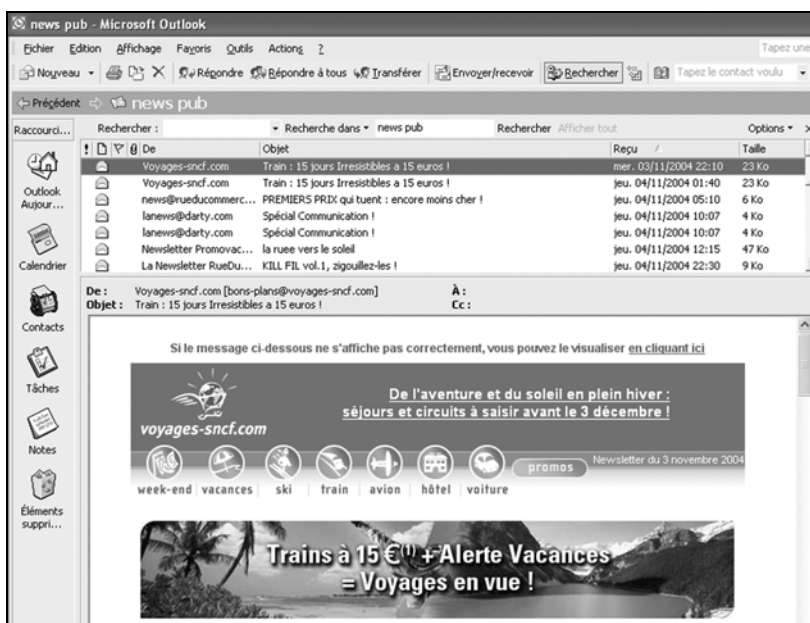 news pub - Microsoft Outlook
Fichier Edition Affichage Favoris Outils Actions ?
Tapez une
Nouveau Répondre Répondre à tous Transférer Envoyer/recevoir Rechercher Tapez le contact voulu
Précédent news pub
Raccourci... Rechercher : Recherche dans news pub Rechercher Afficher tout Options
! De Objet Reçu Taille
Voyages-sncf.com Train : 15 jours Irresistibles a 15 euros ! mer. 03/11/2004 22:10 23 Ko
Voyages-sncf.com Train : 15 jours Irresistibles a 15 euros ! jeu. 04/11/2004 01:40 23 Ko
news@rueducommerc... PREMIERS PRIX qui tuent : encore moins cher ! jeu. 04/11/2004 05:10 6 Ko
lanews@darty.com Spécial Communication ! jeu. 04/11/2004 10:07 4 Ko
lanews@darty.com Spécial Communication ! jeu. 04/11/2004 10:07 4 Ko
Newsletter Promovac... la ruee vers le soleil jeu. 04/11/2004 12:15 47 Ko
La Newsletter RueDu... KILL FIL vol.1, zigouillez-les ! jeu. 04/11/2004 22:30 9 Ko
Outlook
Aujour...
Calendrier
Contacts
Tâches
Notes
Éléments
suppri...
De : Voyages-sncf.com [bons-plans@voyages-sncf.com] À :
Objet : Train : 15 jours Irresistibles a 15 euros ! Cc :
Si le message ci-dessous ne s'affiche pas correctement, vous pouvez le visualiser en cliquant ici
De l'aventure et du soleil en plein hiver :
séjours et circuits à saisir avant le 3 décembre !
voyages-sncf.com
promos Newsletter du 3 novembre 2004
week-end vacances ski train avion hôtel voiture
Trains à 15 €(1) + Alerte Vacances
= Voyages en vue !